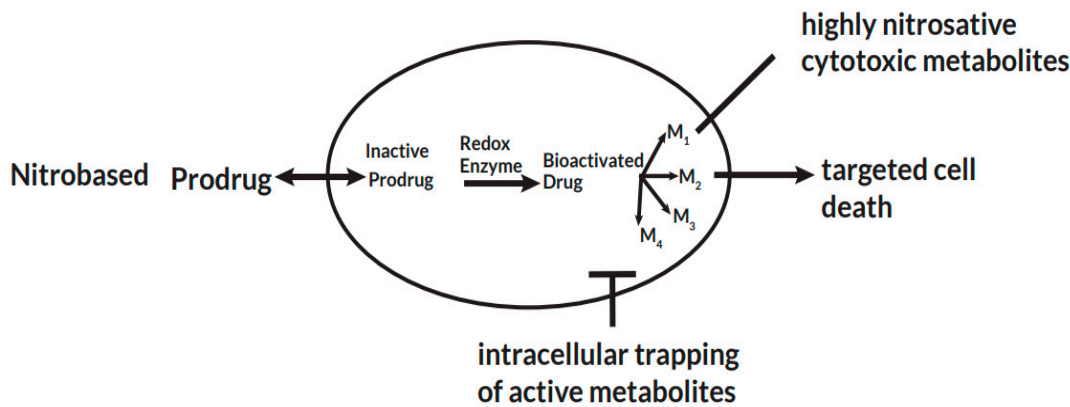 highly nitrosative
cytotoxic metabolites
Nitrobased Prodrug
Inactive
Prodrug
Redox
Enzyme
Bioactivated
Drug
M1
M2
M3
M4
targeted cell
death
intracellular trapping
of active metabolites